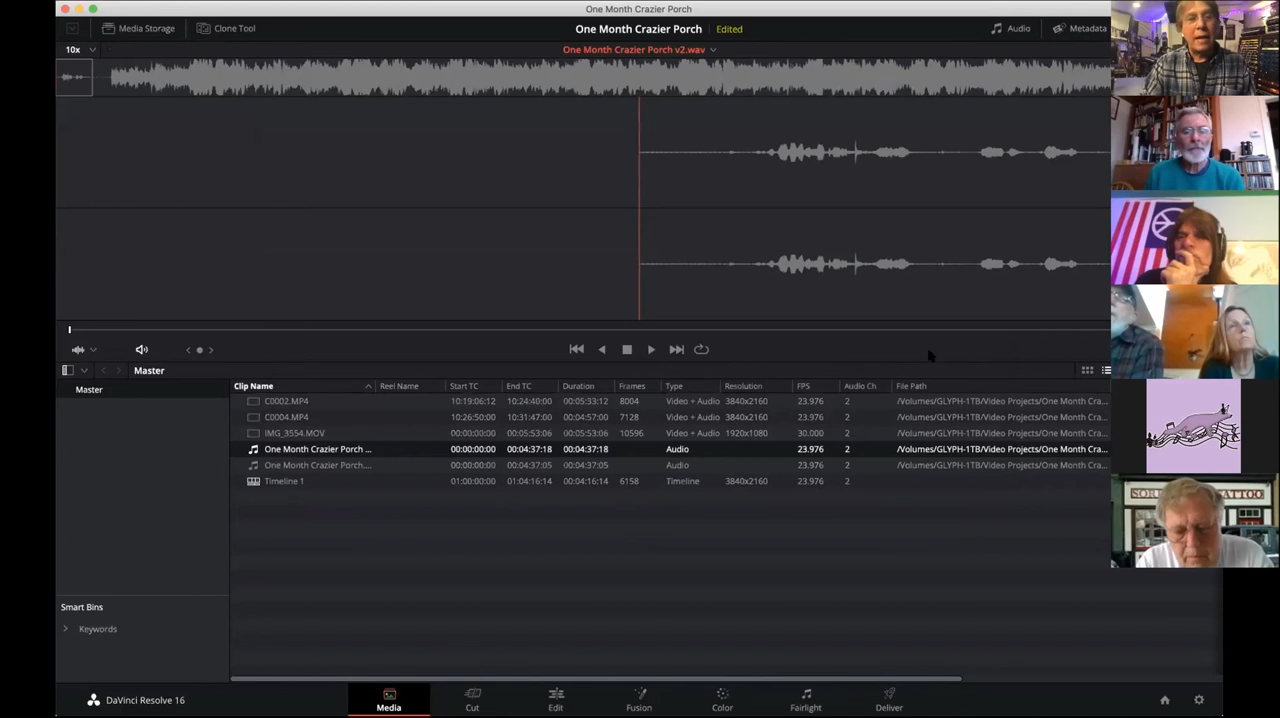 One Month Crazier Porch
Media Storage Clone Tool One Month Crazier Porch Edited Audio Metadata
10x One Month Crazier Porch v2.wav
Master
Clip Name Reel Name Start TC End TC Duration Frames Type Resolution FPS Audio Ch File Path
Master
C0002.MP4 10:19:06:12 10:24:40:00 00:05:33:12 8004 Video + Audio 3840x2160 23.976 2 /Volumes/GLYPH-1TB/Video Projects/One Month Cra...
C0004.MP4 10:26:50:00 10:31:47:00 00:04:57:00 7128 Video + Audio 3840x2160 23.976 2 /Volumes/GLYPH-1TB/Video Projects/One Month Cra...
IMG_3554.MOV 00:00:00:00 00:05:53:06 00:05:53:06 10596 Video + Audio 1920x1080 30.000 2 /Volumes/GLYPH-1TB/Video Projects/One Month Cra...
One Month Crazier Porch ... 00:00:00:00 00:04:37:18 00:04:37:18 Audio 23.976 2 /Volumes/GLYPH-1TB/Video Projects/One Month Cra...
One Month Crazier Porch.... 00:00:00:00 00:04:37:05 00:04:37:05 Audio 23.976 2 /Volumes/GLYPH-1TB/Video Projects/One Month Cra...
Timeline 1 01:00:00:00 01:04:16:14 00:04:16:14 6158 Timeline 3840x2160 23.976 2
Smart Bins
Keywords
DaVinci Resolve 16 Media Cut Edit Fusion Color Fairlight Deliver